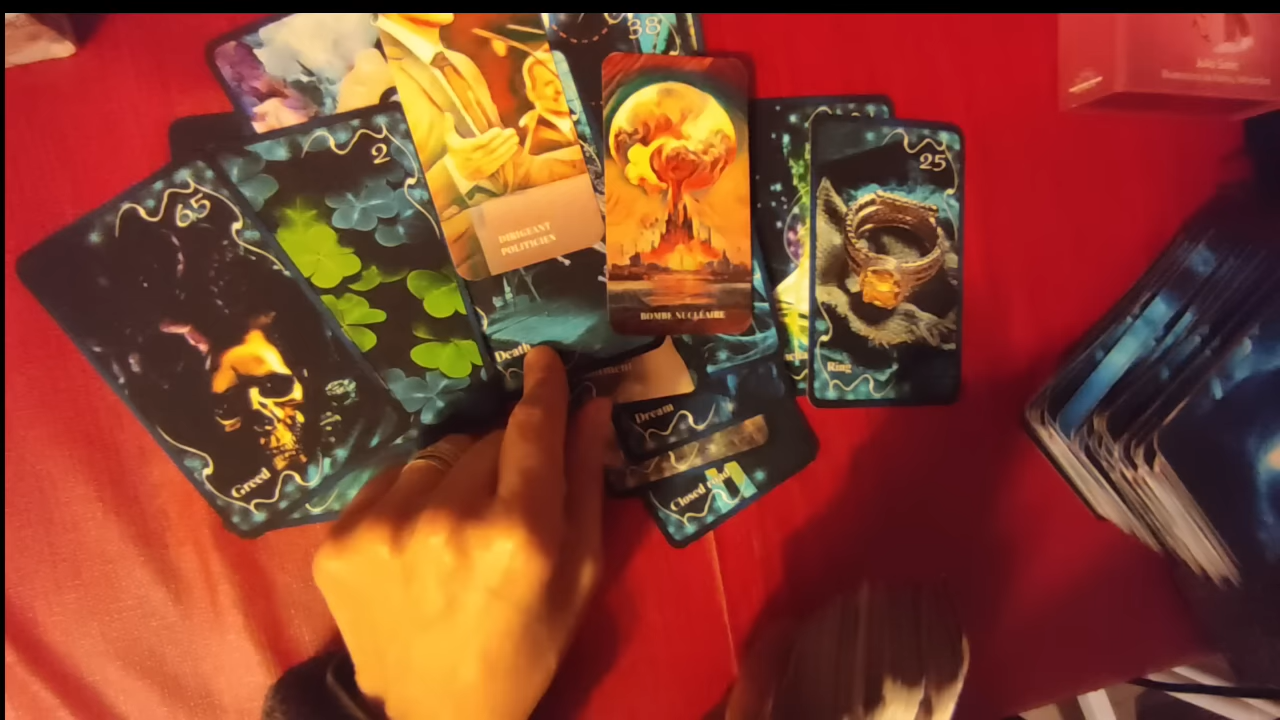 38
2
65
25
DIRIGEANT
POLITICIEN
BOMBE NUCLÉAIRE
Death
Ring
Dream
Greed
Closed road